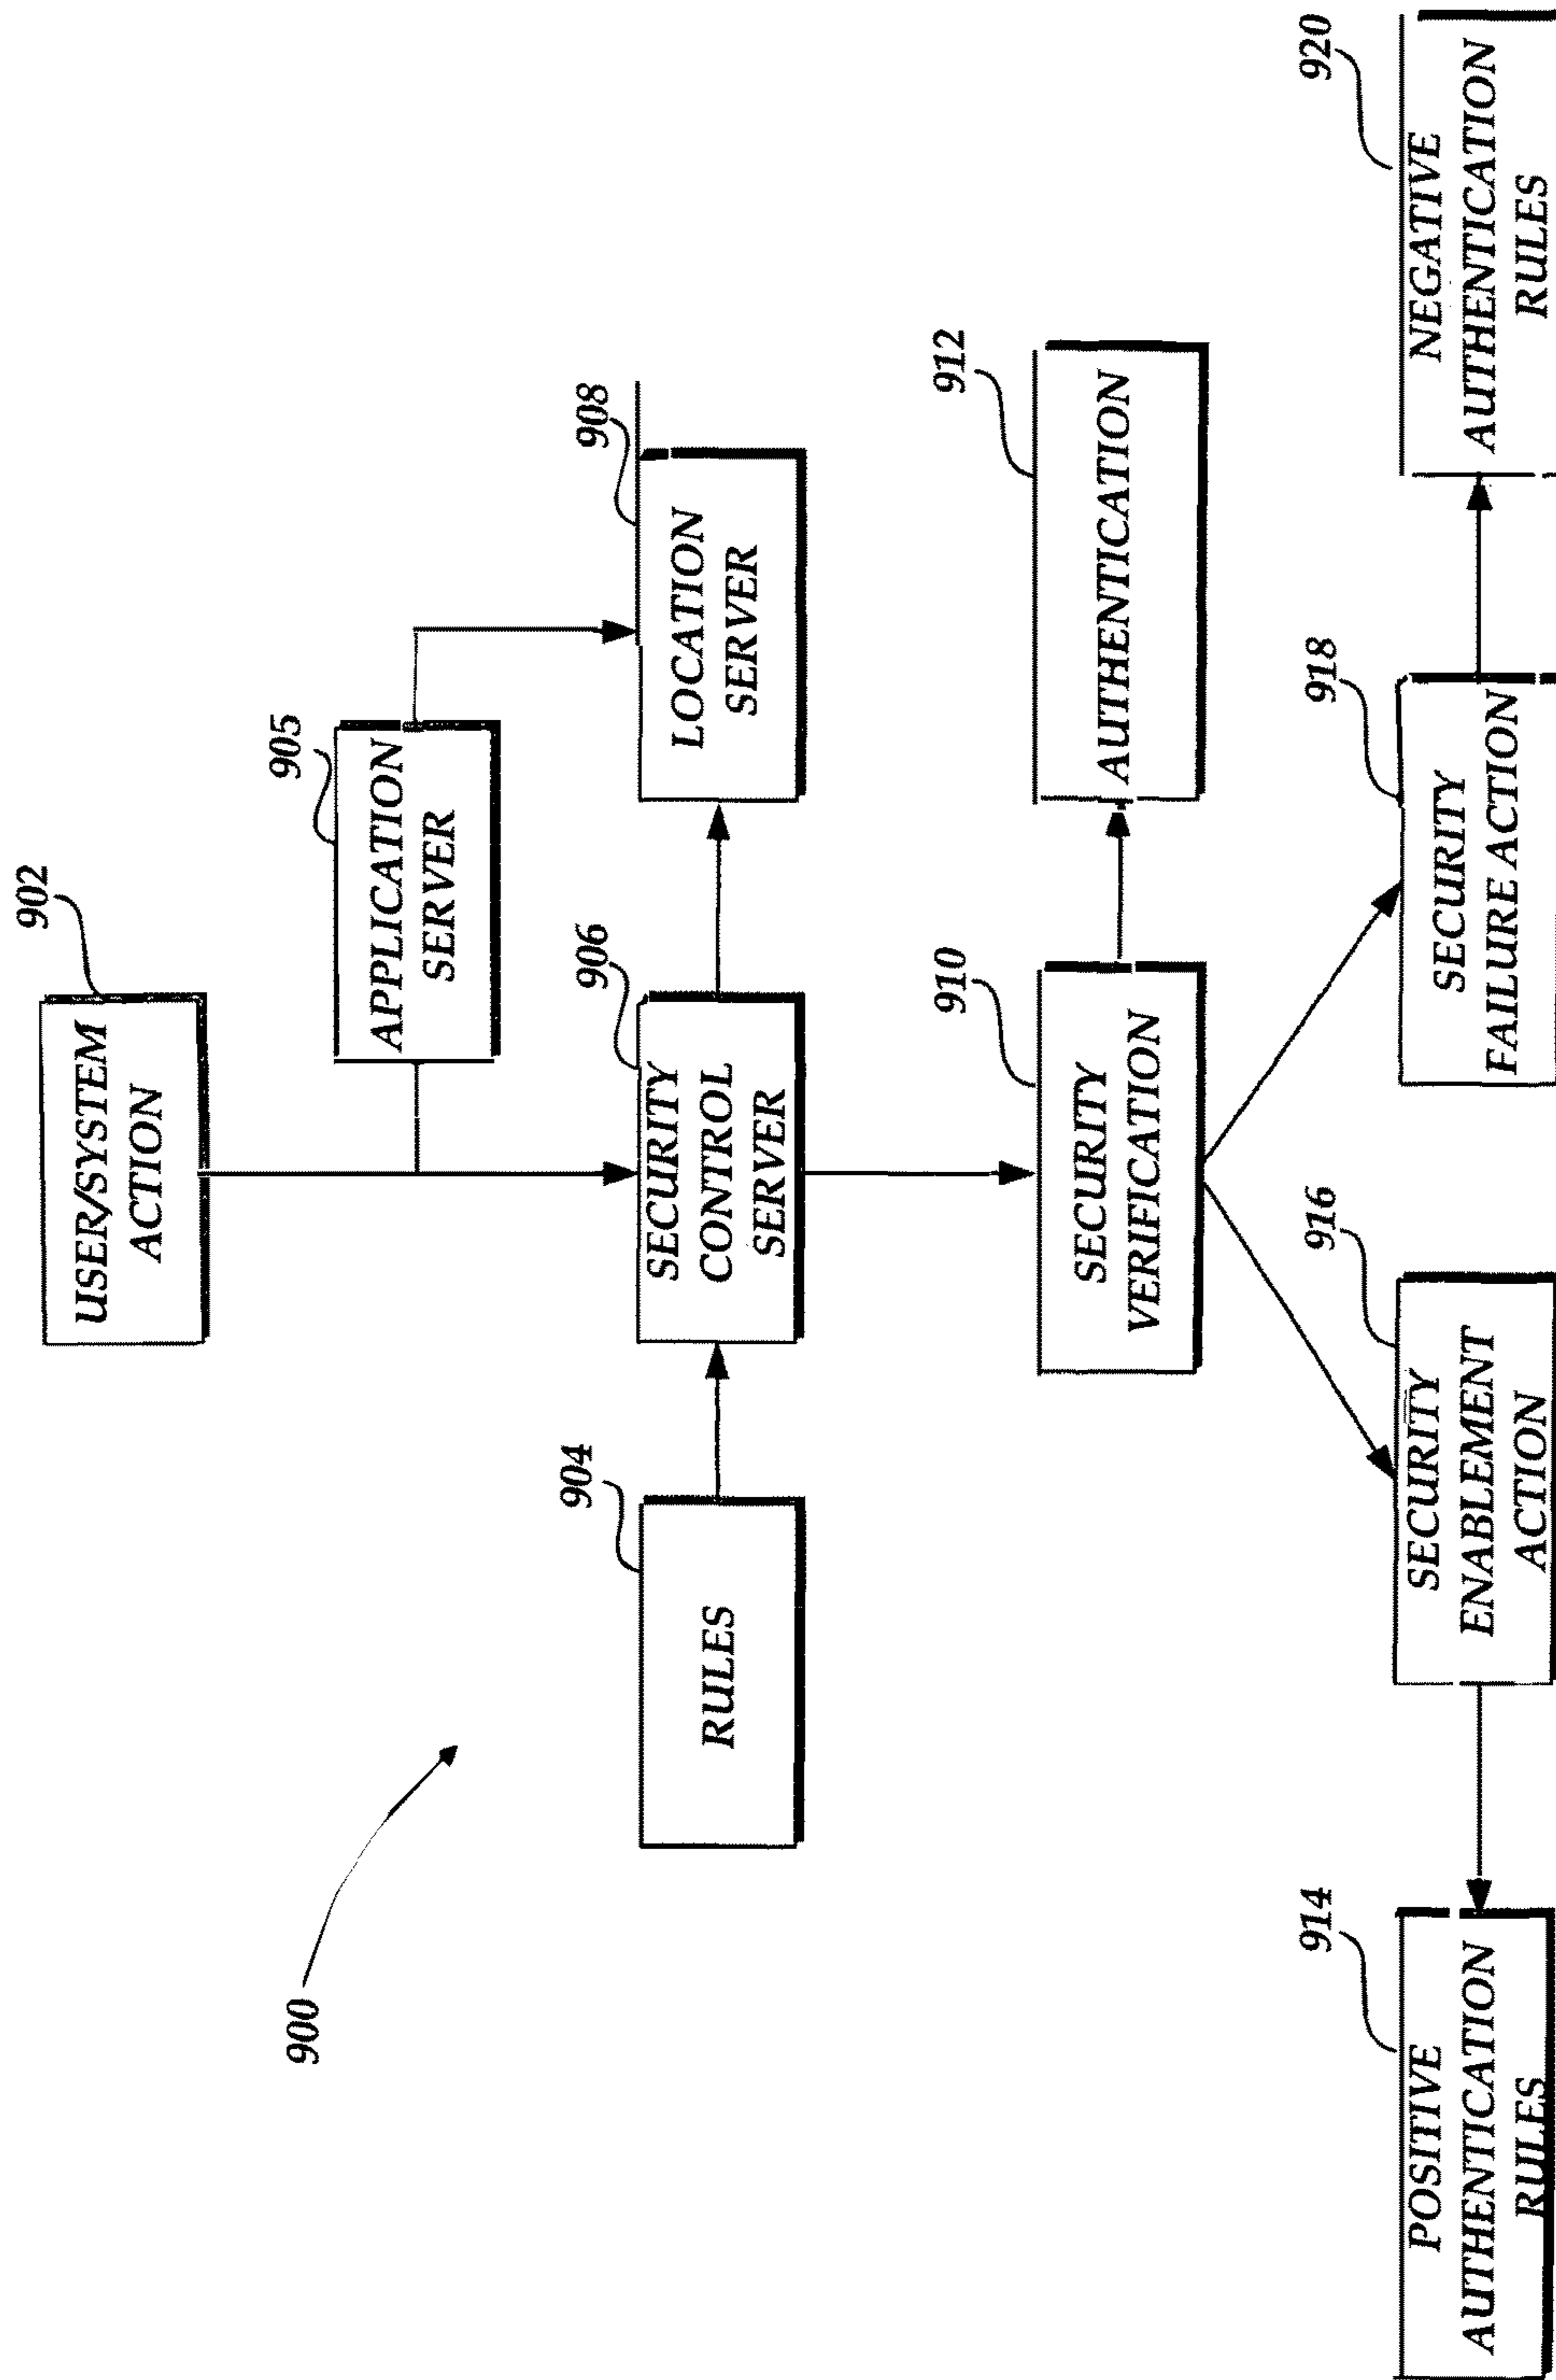 900
902
USER/SYSTEM
ACTION
905
APPLICATION
SERVER
904
RULES
906
SECURITY
CONTROL
SERVER
908
LOCATION
SERVER
910
SECURITY
VERIFICATION
912
AUTHENTICATION
914
POSITIVE
AUTHENTICATION
RULES
916
SECURITY
ENABLEMENT
ACTION
918
SECURITY
FAILURE ACTION
920
NEGATIVE
AUTHENTICATION
RULES